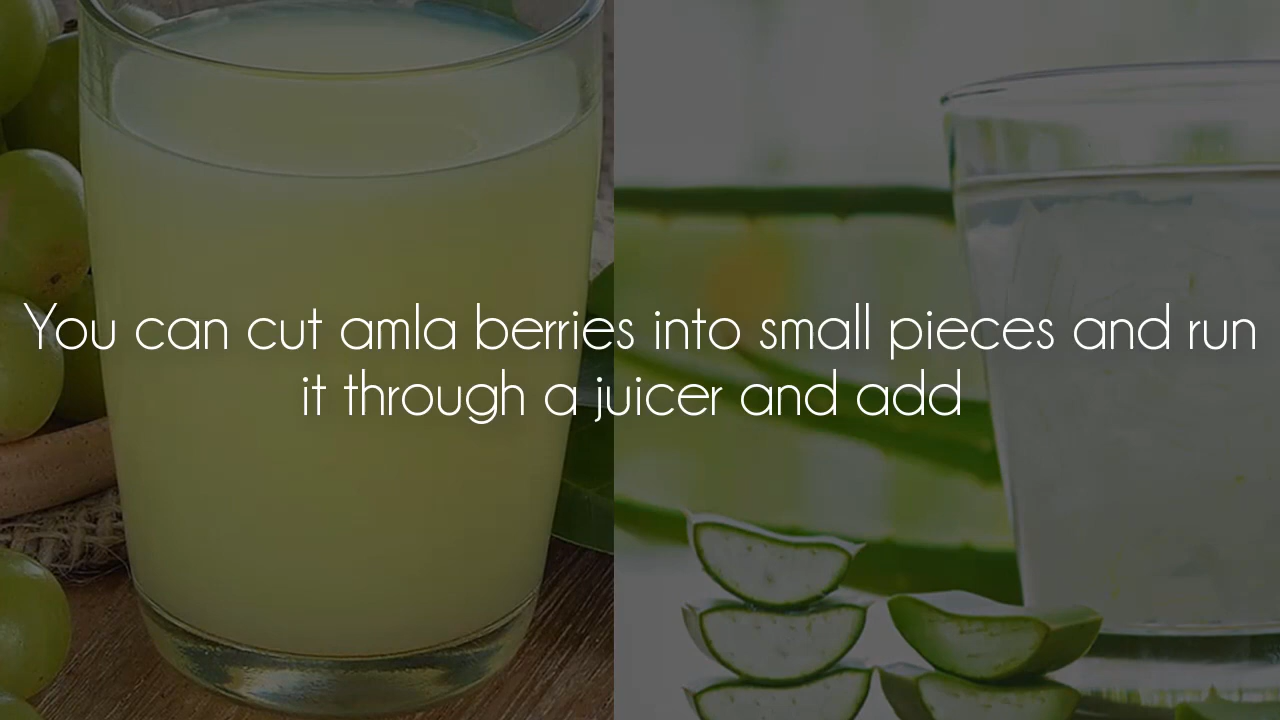 You can cut amla berries into small pieces and run
it through a juicer and add